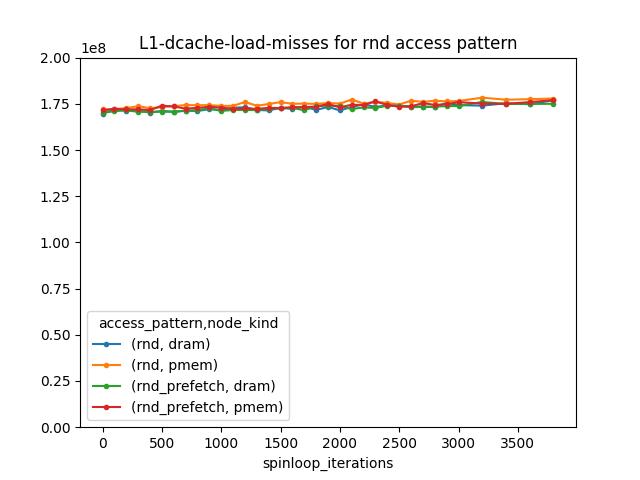 L1-dcache-load-misses for rnd access pattern
1e8
2.00
1.75
1.50
1.25
1.00
0.75
0.50
0.25
0.00
access_pattern,node_kind
(rnd, dram)
(rnd, pmem)
(rnd_prefetch, dram)
(rnd_prefetch, pmem)
0 500 1000 1500 2000 2500 3000 3500
spinloop_iterations